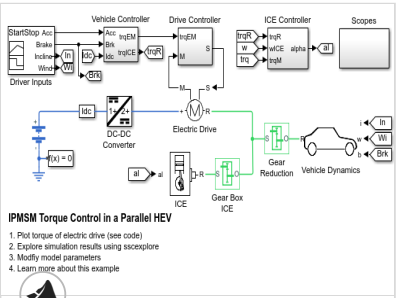 Vehicle Controller
Drive Controller
ICE Controller
Scopes
StartStop Acc
Brake
Incline
Wind
Driver Inputs
In
Wi
Acc
Brk
Idc
trqEM
trqICE
Idc
Brk
trqR
trqEM
M
S
trqR
w
trq
trqR
wICE
trqM
alpha
al
M
S
Idc
1+ 2+
DC-DC
Converter
+
M
R
Electric Drive
f(x) = 0
al
al
R
ICE
S
O
Gear Box
ICE
S
O
Gear
Reduction
i
w
b
In
Wi
Brk
Vehicle Dynamics
IPMSM Torque Control in a Parallel HEV
1. Plot torque of electric drive (see code)
2. Explore simulation results using sscexplore
3. Modfiy model parameters
4. Learn more about this example